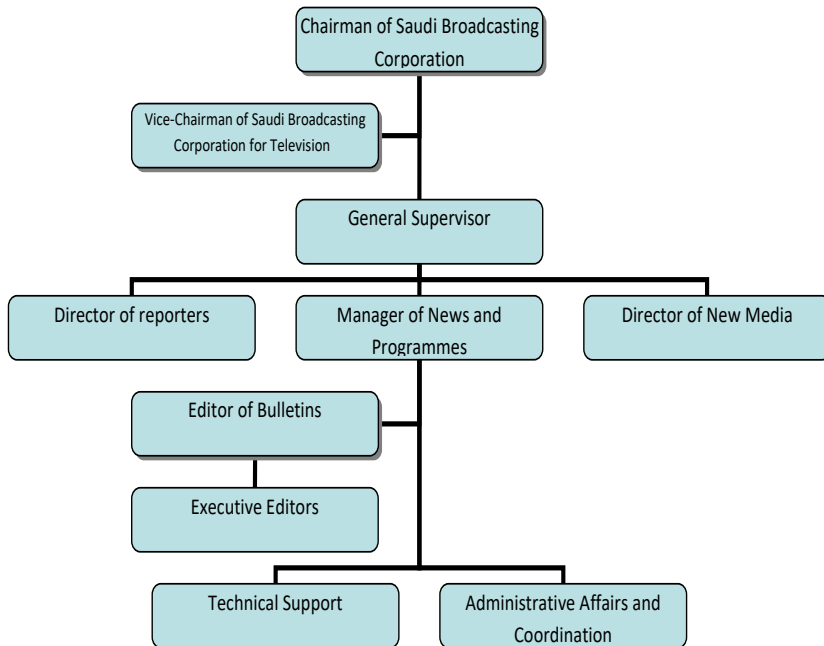 Chairman of Saudi Broadcasting
Corporation
Vice-Chairman of Saudi Broadcasting
Corporation for Television
General Supervisor
Director of reporters
Manager of News and
Programmes
Director of New Media
Editor of Bulletins
Executive Editors
Technical Support
Administrative Affairs and
Coordination